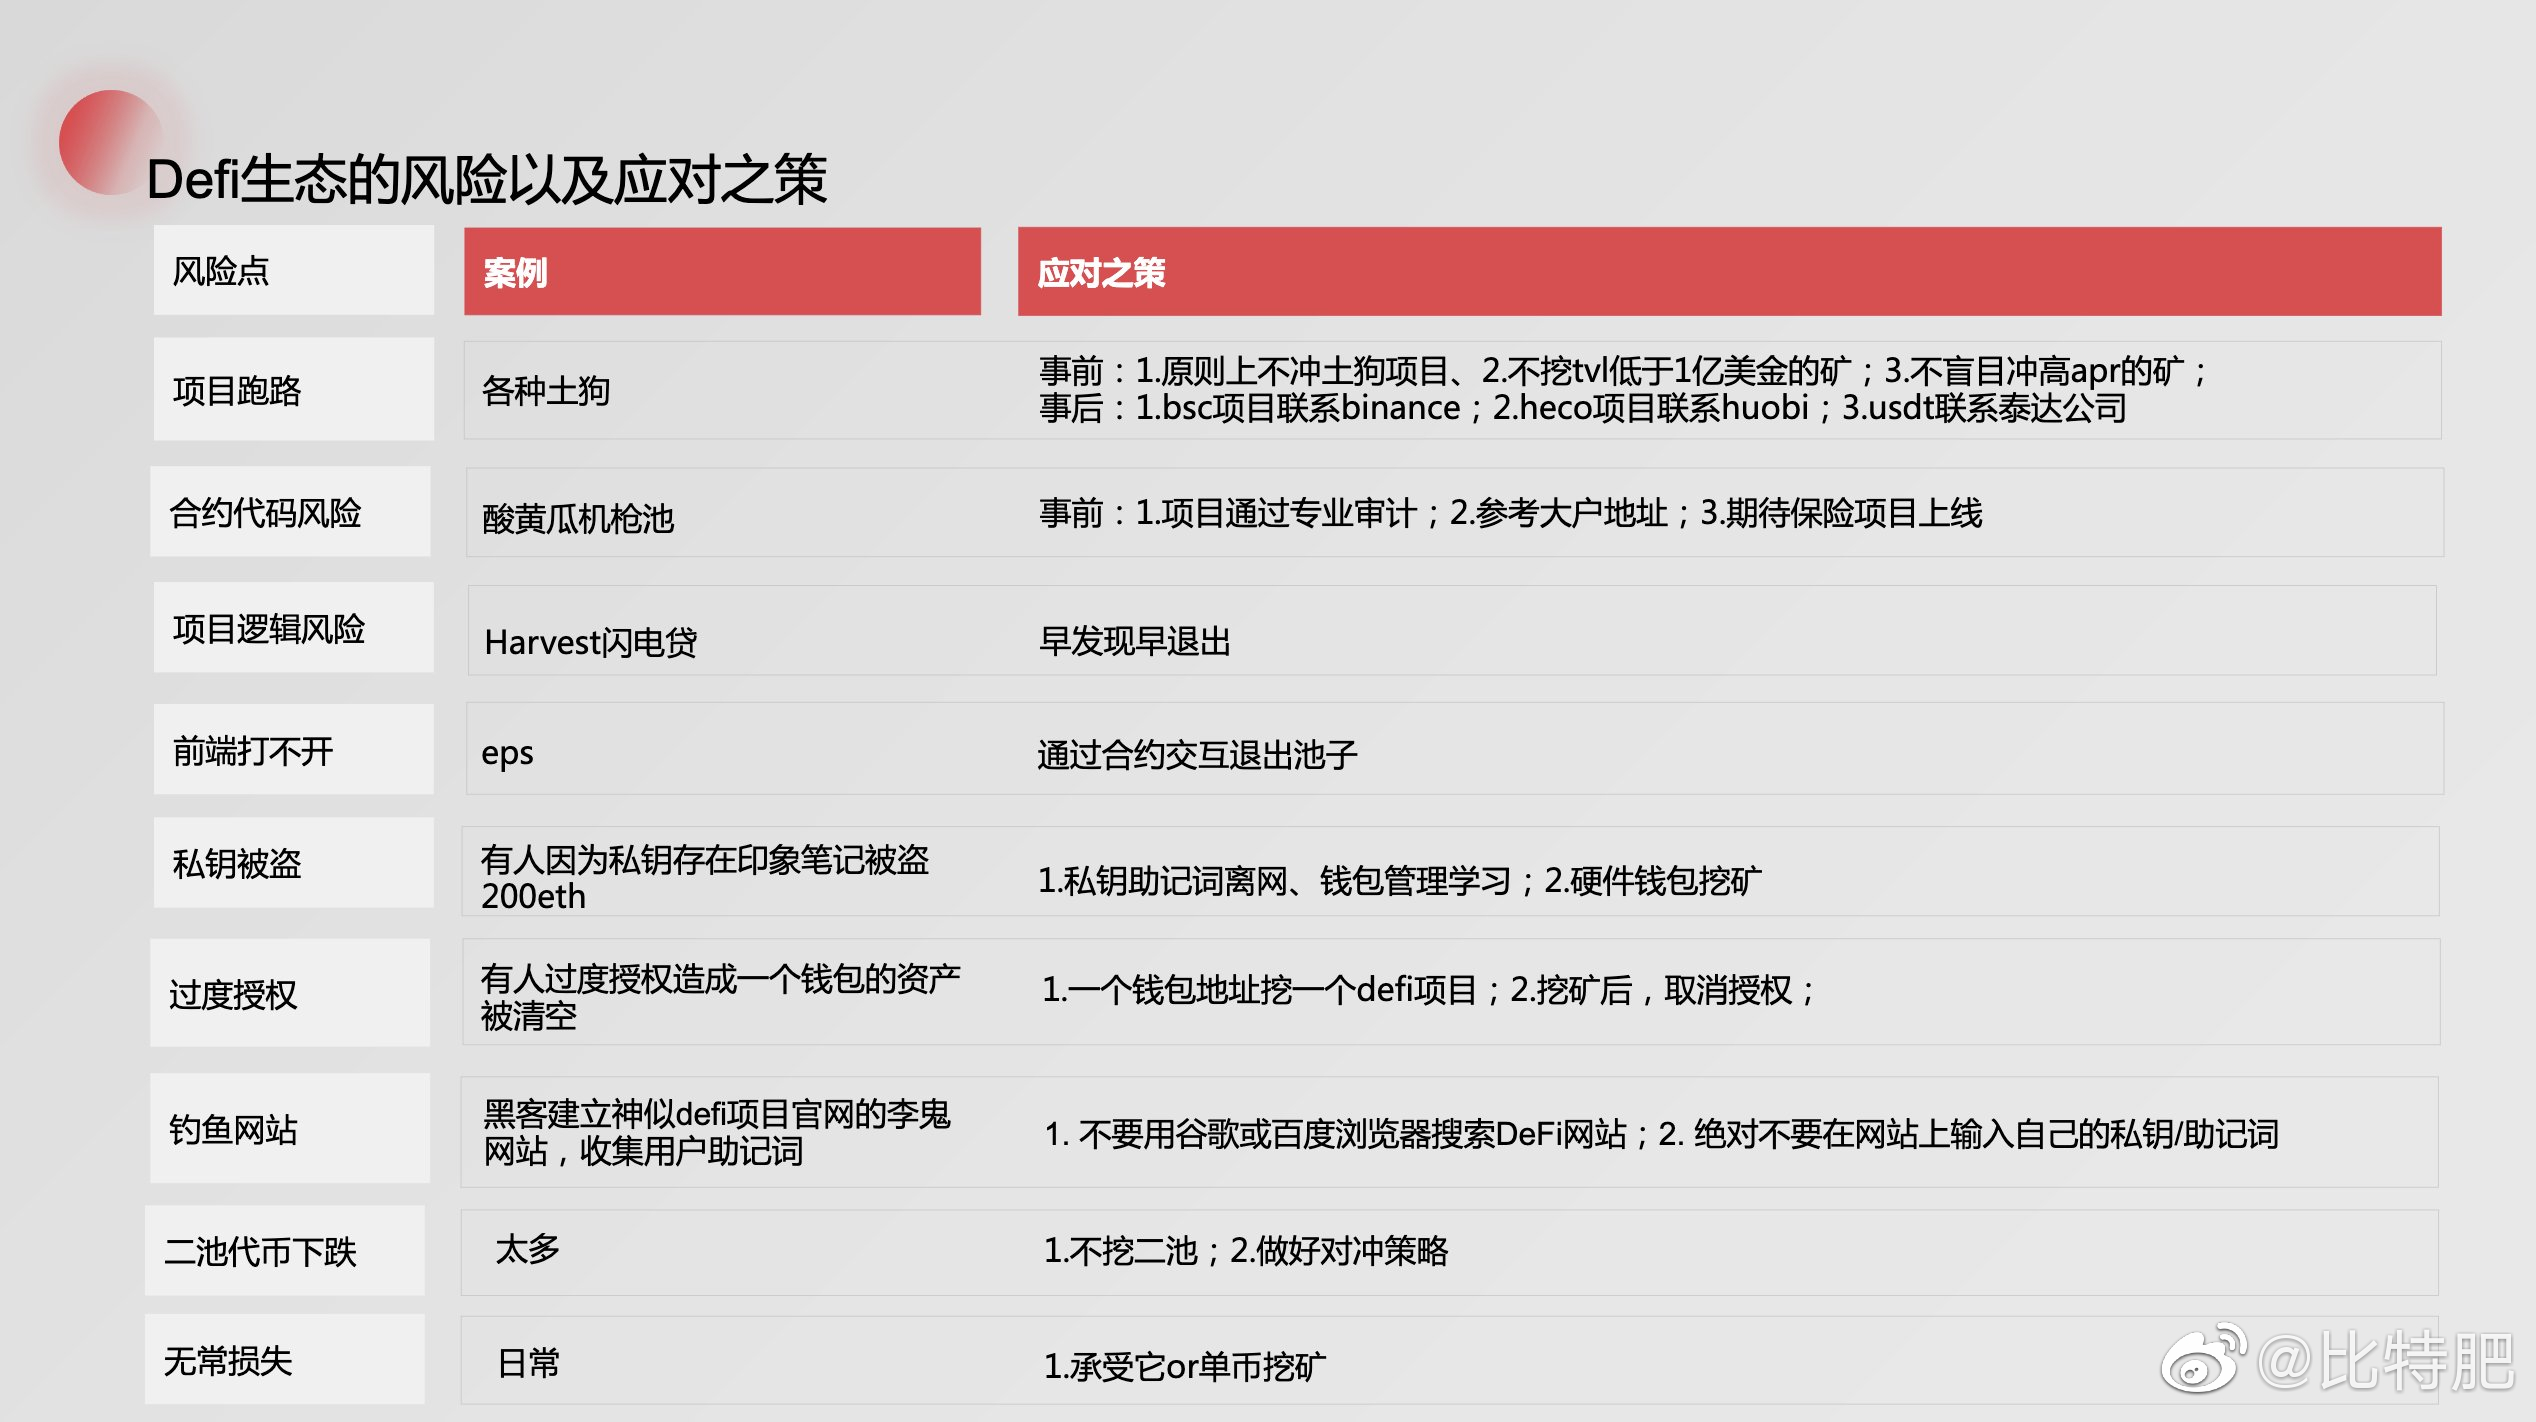 Defi生态的风险以及应对之策
风险点
案例
应对之策
项目跑路
各种土狗
事前：1.原则上不冲土狗项目、2.不挖tvl低于1亿美金的矿；3.不盲目冲高apr的矿；
事后：1.bsc项目联系binance；2.heco项目联系huobi；3.usdt联系泰达公司
合约代码风险
酸黄瓜机枪池
事前：1.项目通过专业审计；2.参考大户地址；3.期待保险项目上线
项目逻辑风险
Harvest闪电贷
早发现早退出
前端打不开
eps
通过合约交互退出池子
私钥被盗
有人因为私钥存在印象笔记被盗
200eth
1.私钥助记词离网、钱包管理学习；2.硬件钱包挖矿
过度授权
有人过度授权造成一个钱包的资产
被清空
1.一个钱包地址挖一个defi项目；2.挖矿后，取消授权；
钓鱼网站
黑客建立神似defi项目官网的李鬼
网站，收集用户助记词
1. 不要用谷歌或百度浏览器搜索DeFi网站；2. 绝对不要在网站上输入自己的私钥/助记词
二池代币下跌
太多
1.不挖二池；2.做好对冲策略
无常损失
日常
1.承受它or单币挖矿
@比特肥